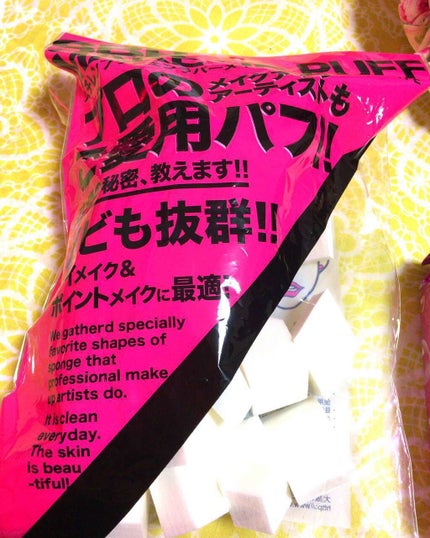 PUFF
プロの
メイクア
アーティストも
愛用パフ!!
秘密、教えます!!
ども抜群!!
イメイク&
ポイントメイクに最適!
We gatherd specially
favorite shapes of
sponge that
professional make
up artists do.
It is clean
everyday.
The skin
is beau
-tiful!